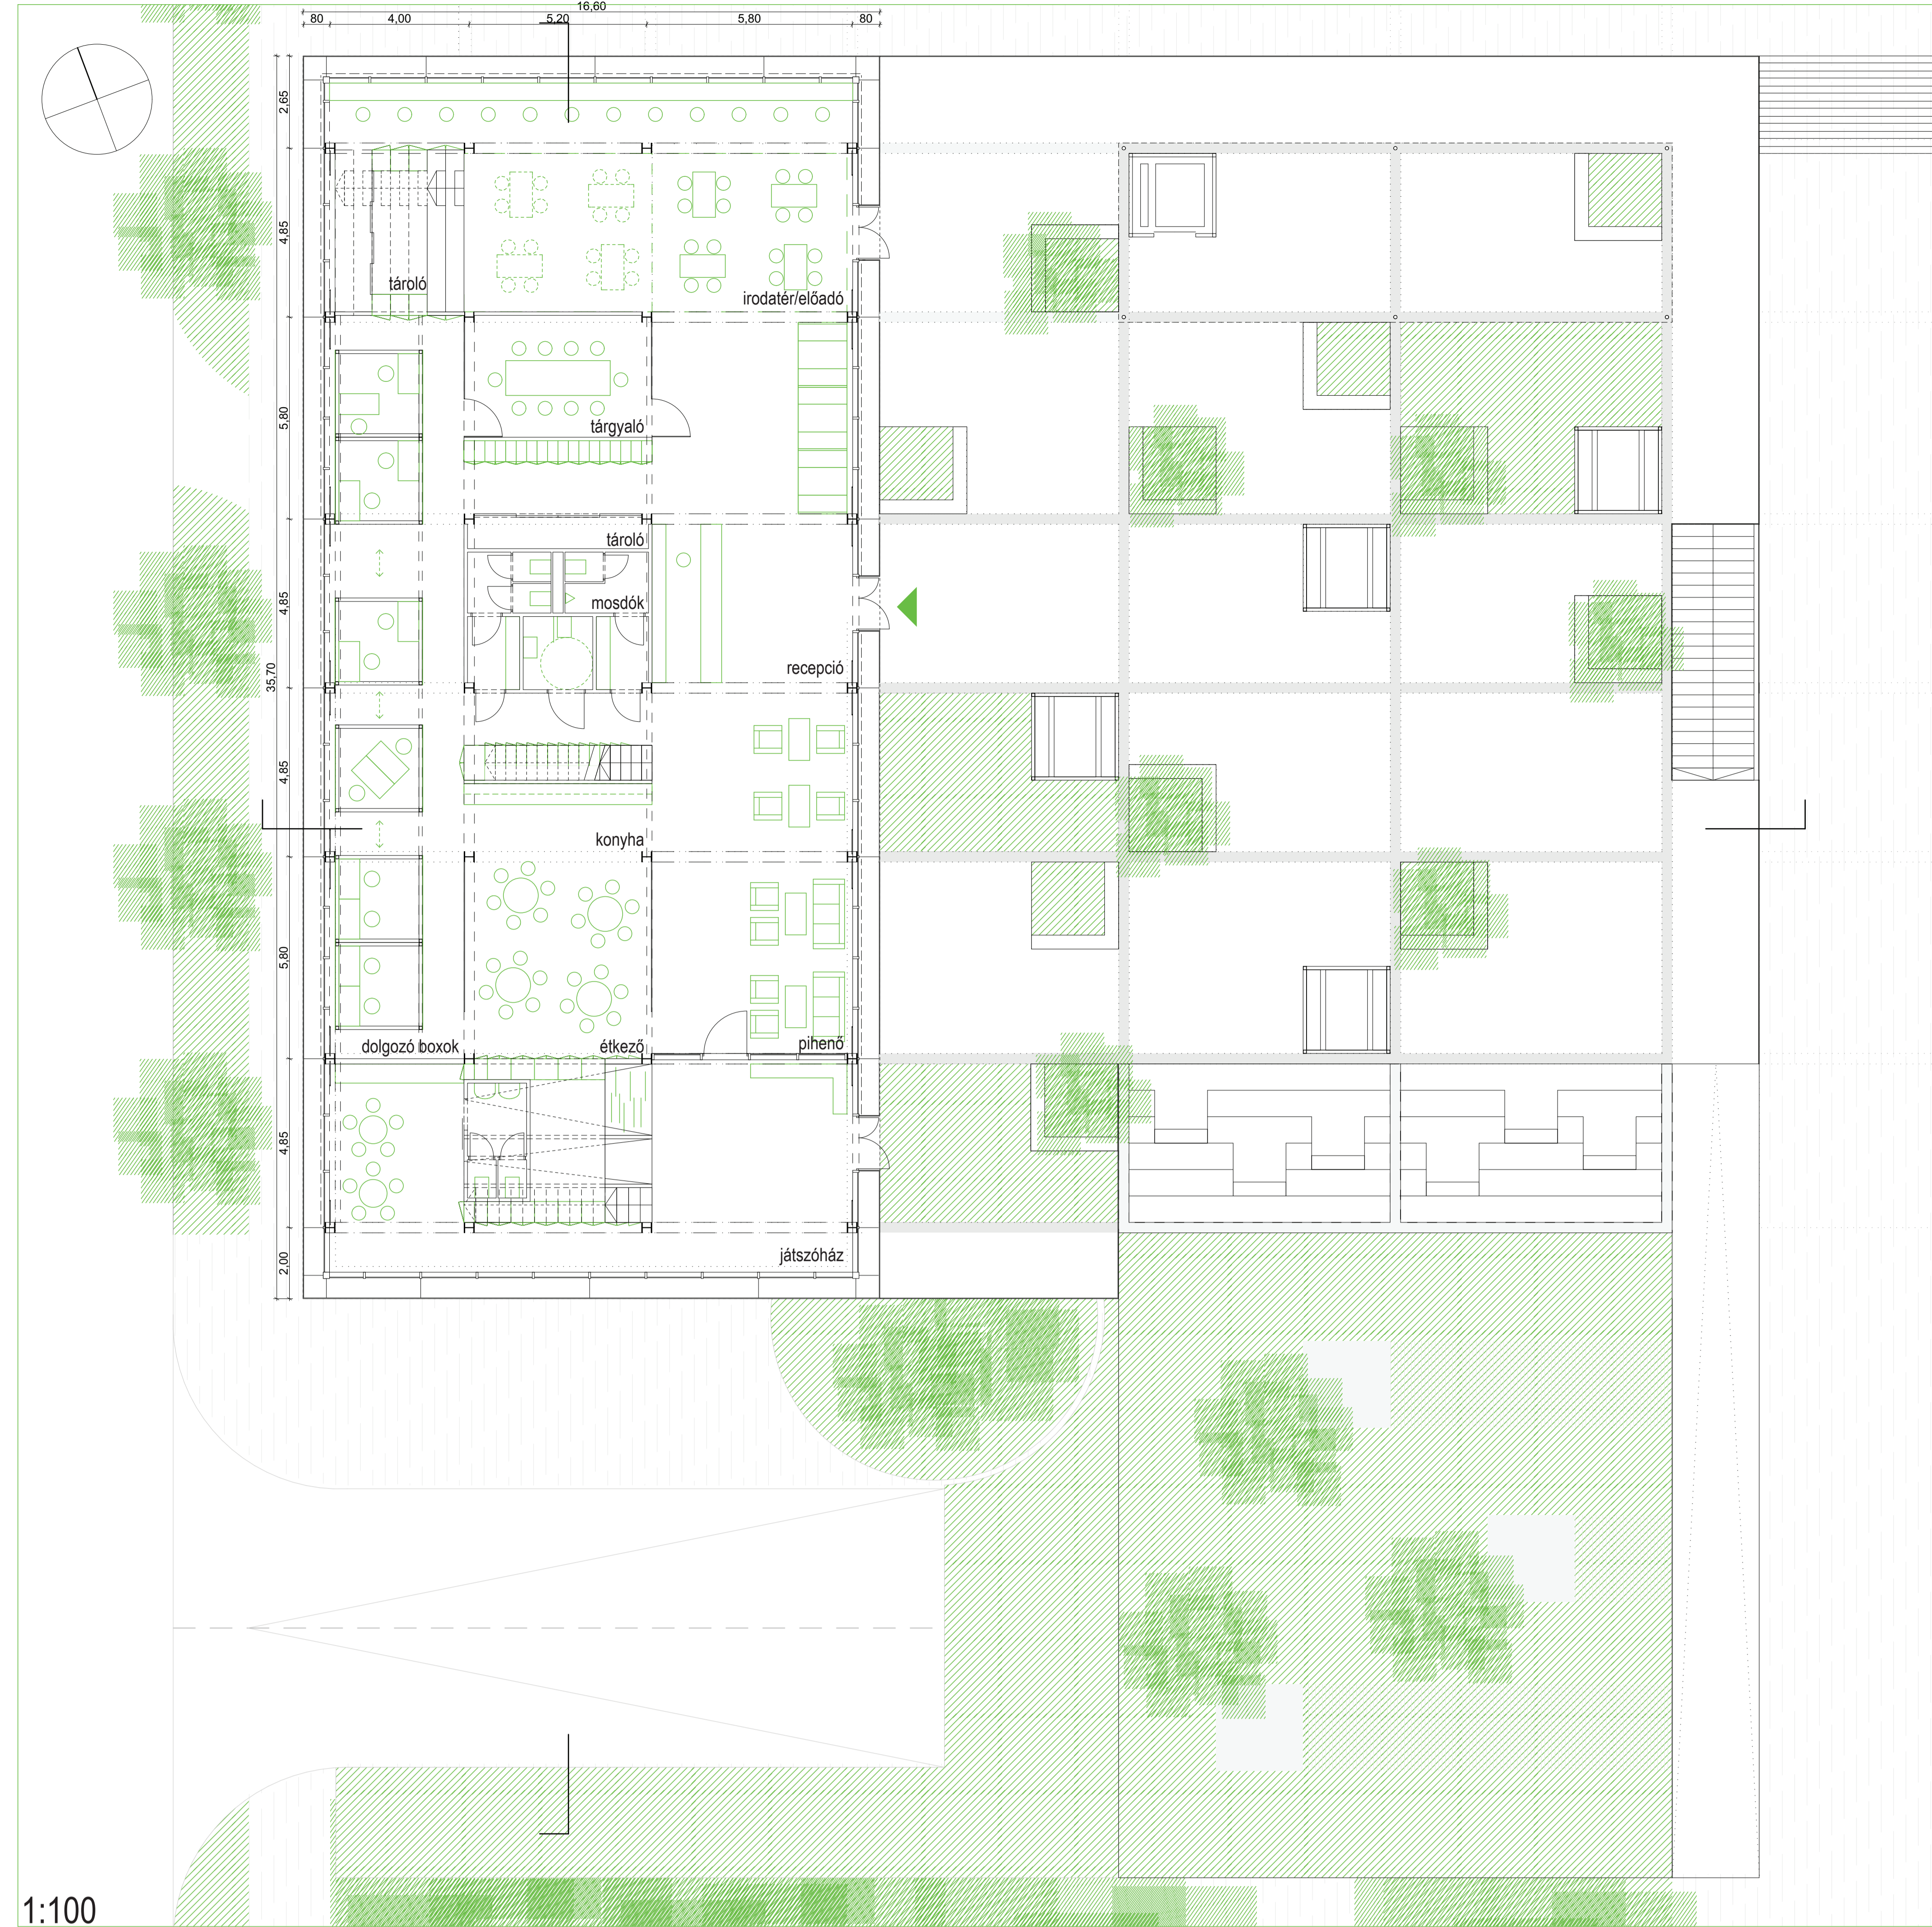 16,60
80 4,00 5,20 5,80 80
2,65
4,85
tároló
irodatér/előadó
5,80
tárgyaló
tároló
4,85
mosdók
recepció
35,70
4,85
konyha
5,80
dolgozó boxok
étkező
pihenő
4,85
játszóház
2,00
1:100